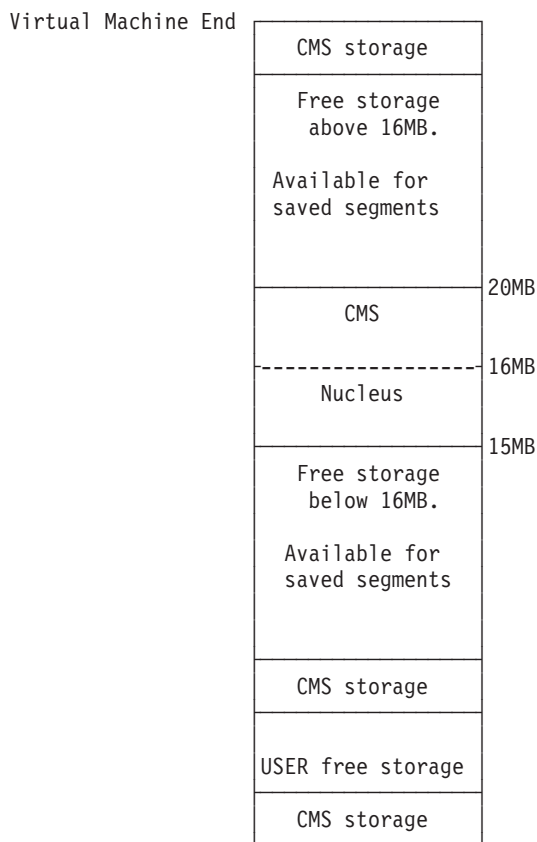 Virtual Machine End
CMS storage
Free storage
above 16MB.
Available for
saved segments
20MB
CMS
16MB
Nucleus
15MB
Free storage
below 16MB.
Available for
saved segments
CMS storage
USER free storage
CMS storage